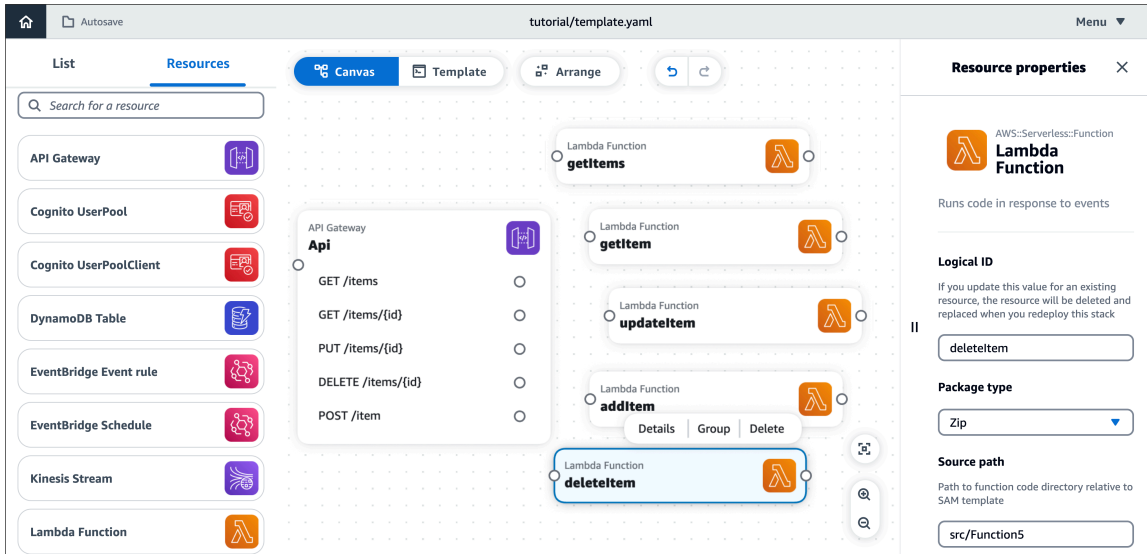 Autosave
tutorial/template.yaml
Menu
List
Resources
Search for a resource
API Gateway
Cognito UserPool
Cognito UserPoolClient
DynamoDB Table
EventBridge Event rule
EventBridge Schedule
Kinesis Stream
Lambda Function
Canvas
Template
Arrange
API Gateway
Api
GET /items
GET /items/{id}
PUT /items/{id}
DELETE /items/{id}
POST /item
Lambda Function
getItems
Lambda Function
getItem
Lambda Function
updateItem
Lambda Function
addItem
Details
Group
Delete
Lambda Function
deleteItem
Resource properties
AWS::Serverless::Function
Lambda
Function
Runs code in response to events
Logical ID
If you update this value for an existing
resource, the resource will be deleted and
replaced when you redeploy this stack
deleteItem
Package type
Zip
Source path
Path to function code directory relative to
SAM template
src/Function5